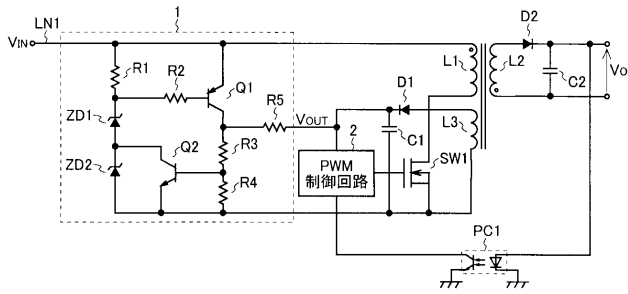 1
LN1
VIN
R1
R2
Q1
ZD1
R5
VOUT
Q2
R3
ZD2
R4
D1
C1
2
PWM
制御回路
L1
L2
L3
SW1
D2
C2
Vo
PC1